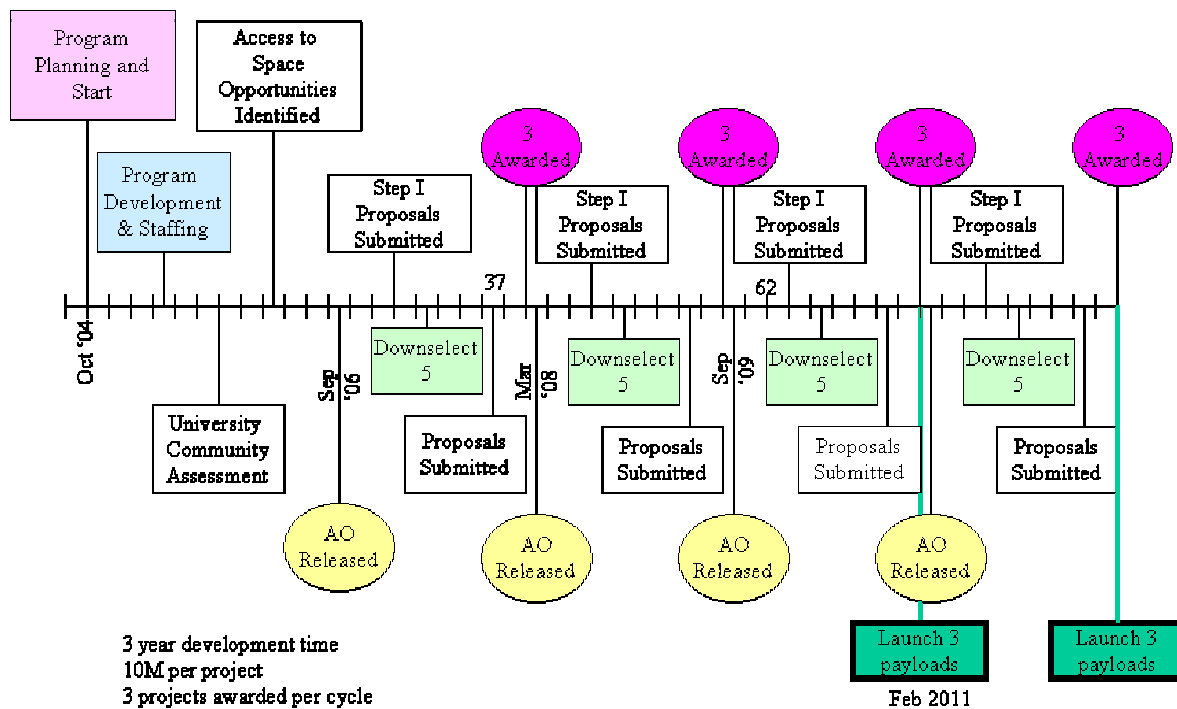 Program
Planning and
Start
Access to
Space
Opportunities
Identified
Program
Development
& Staffing
3
Awarded
3
Awarded
3
Awarded
3
Awarded
Step I
Proposals
Submitted
Step I
Proposals
Submitted
Step I
Proposals
Submitted
Step I
Proposals
Submitted
37
62
Oct '04
Sep
'06
Mar
'08
Sep
'09
Downselect
5
Downselect
5
Downselect
5
Downselect
5
University
Community
Assessment
Proposals
Submitted
Proposals
Submitted
Proposals
Submitted
Proposals
Submitted
AO
Released
AO
Released
AO
Released
AO
Released
3 year development time
10M per project
3 projects awarded per cycle
Launch 3
payloads
Launch 3
payloads
Feb 2011